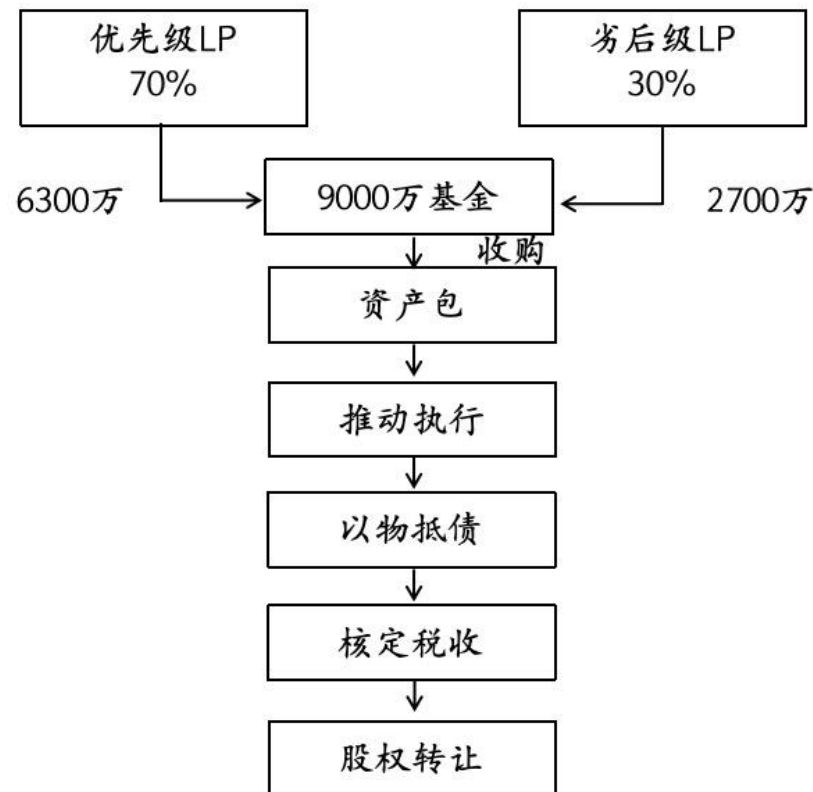 优先级LP
70%
劣后级LP
30%
6300万
9000万基金
2700万
收购
资产包
推动执行
以物抵债
核定税收
股权转让